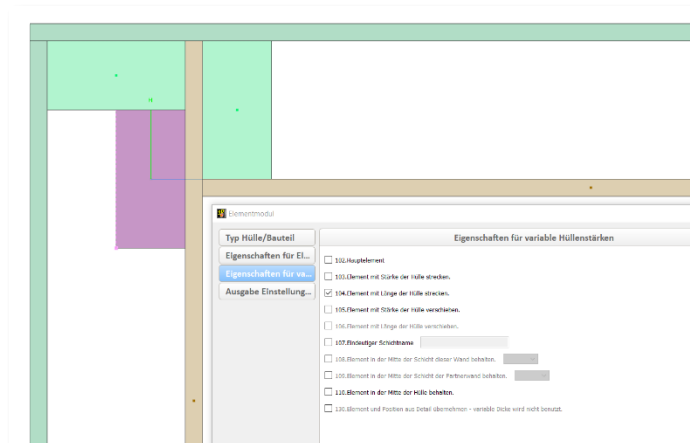 Elementmodul
Typ Hülle/Bauteil
Eigenschaften für variable Hüllenstärken
Eigenschaften für El...
102.Hauptelement
103.Element mit Stärke der Hülle strecken.
Eigenschaften für va...
104.Element mit Länge der Hülle strecken.
Ausgabe Einstellung...
105.Element mit Stärke der Hülle verschieben.
106.Element mit Länge der Hülle verschieben.
107.Eindeutiger Schichtname
108.Element in der Mitte der Schicht dieser Wand behalten.
109.Element in der Mitte der Schicht der Partnerwand behalten.
110.Element in der Mitte der Hülle behalten.
130.Element und Position aus Detail übernehmen - variable Dicke wird nicht benutzt.